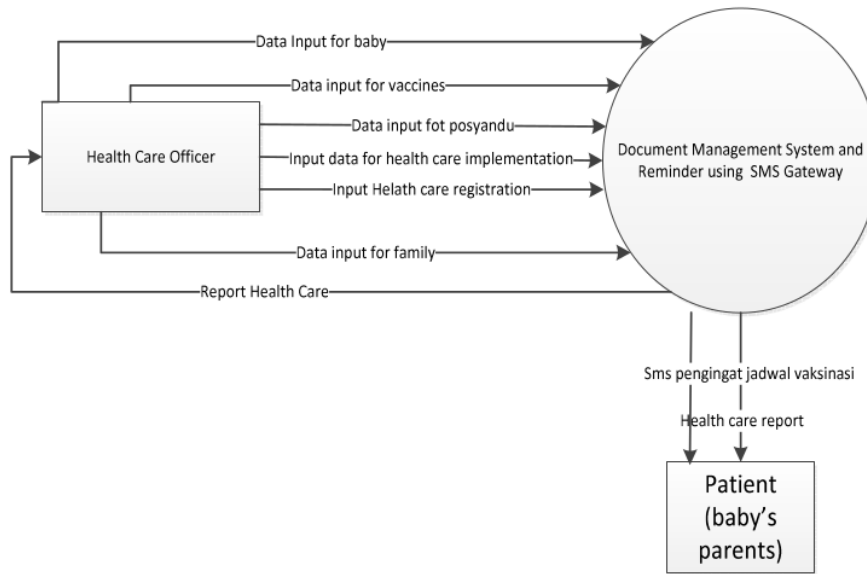 Data Input for baby
Data input for vaccines
Data input fot posyandu
Health Care Officer
Input data for health care implementation
Document Management System and
Reminder using SMS Gateway
Input Helath care registration
Data input for family
Report Health Care
Sms pengingat jadwal vaksinasi
Health care report
Patient
(baby's
parents)